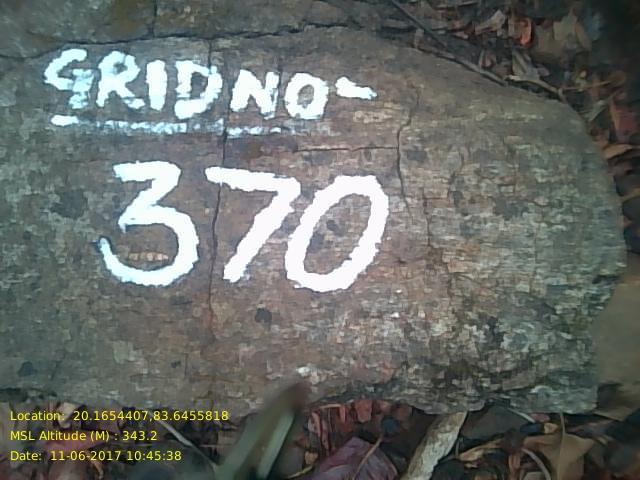 GRIDNO-
370
Location: 20.1654407,83.6455818
MSL Altitude (M) : 343.2
Date: 11-06-2017 10:45:38